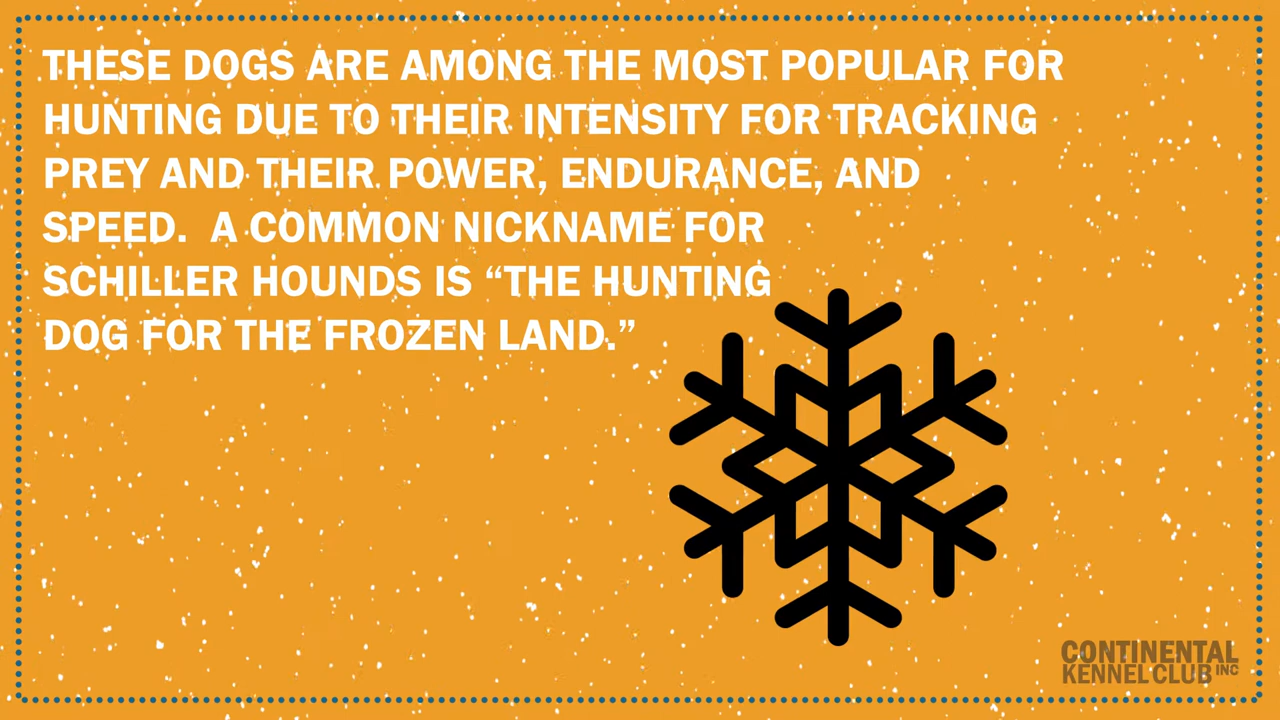 THESE DOGS ARE AMONG THE MOST POPULAR FOR
HUNTING DUE TO THEIR INTENSITY FOR TRACKING
PREY AND THEIR POWER, ENDURANCE, AND
SPEED.  A COMMON NICKNAME FOR
SCHILLER HOUNDS IS “THE HUNTING
DOG FOR THE FROZEN LAND.”
CONTINENTAL
KENNEL CLUB INC